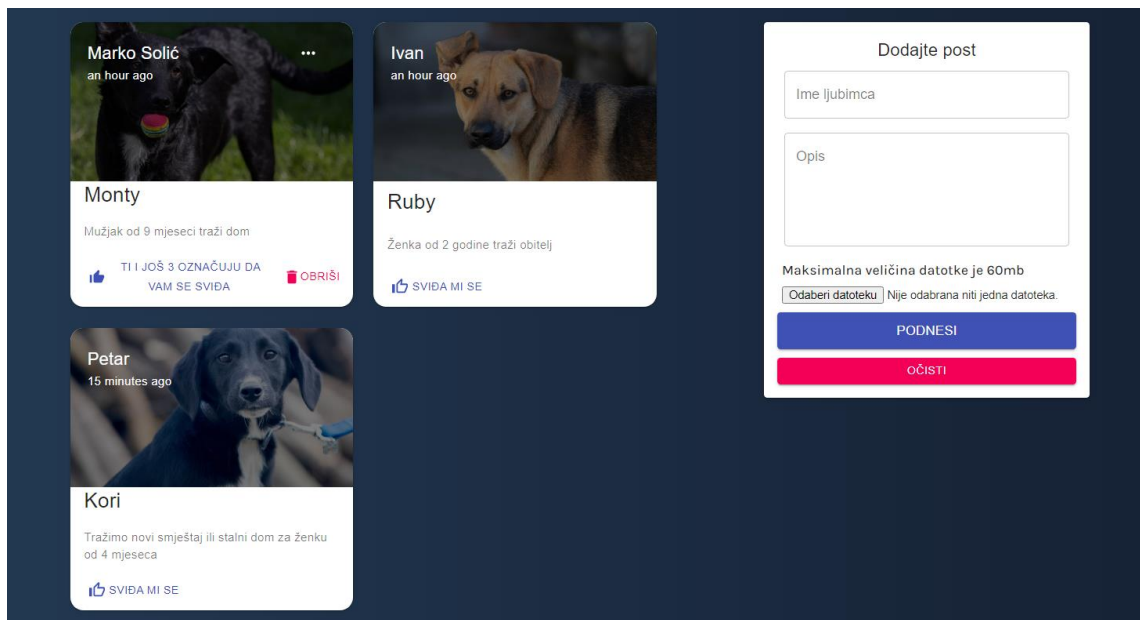 Marko Solić
an hour ago
Monty
Mužjak od 9 mjeseci traži dom
TI I JOŠ 3 OZNAČUJU DA
VAM SE SVIĐA
OBRIŠI
Ivan
an hour ago
Ruby
Ženka od 2 godine traži obitelj
SVIĐA MI SE
Petar
15 minutes ago
Kori
Tražimo novi smještaj ili stalni dom za ženku
od 4 mjeseca
SVIĐA MI SE
Dodajte post
Ime ljubimca
Opis
Maksimalna veličina datotke je 60mb
Odaberi datoteku Nije odabrana niti jedna datoteka.
PODNESI
OČISTI